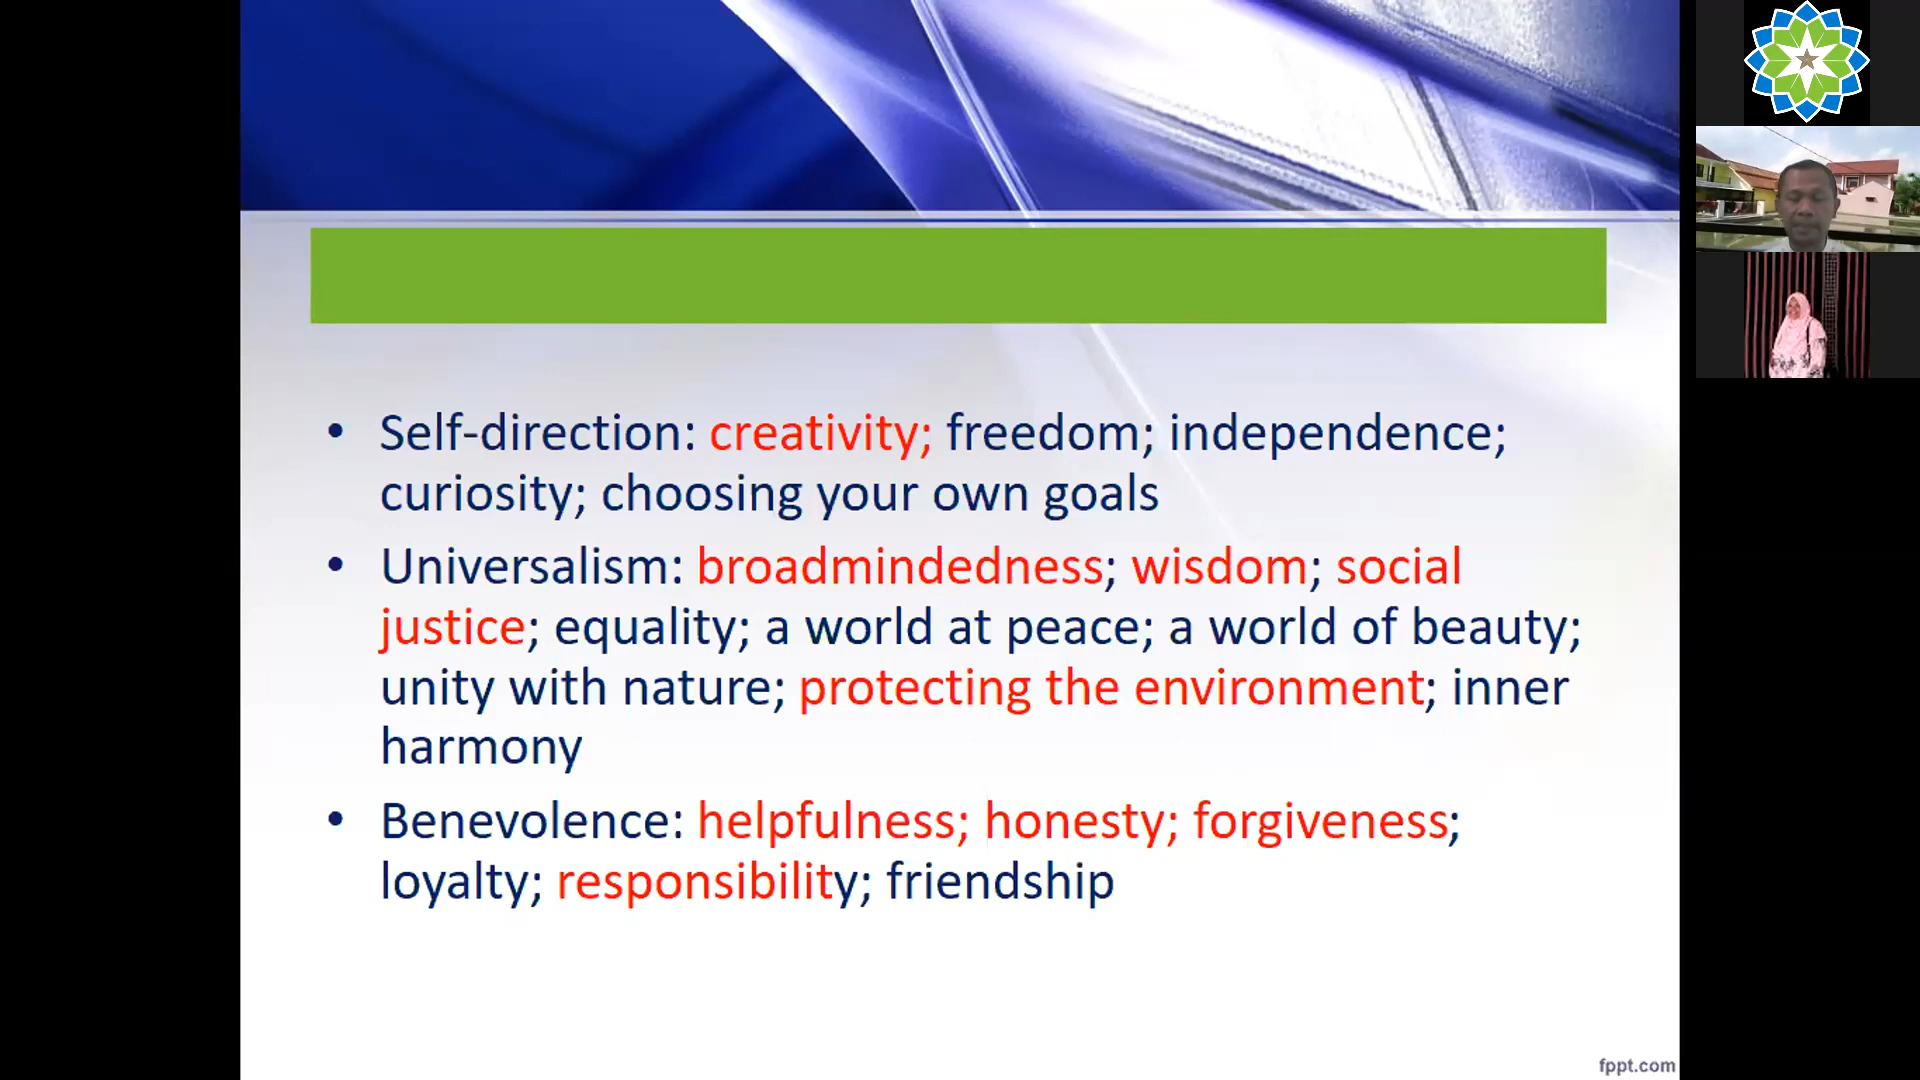 • Self-direction: creativity; freedom; independence;
curiosity; choosing your own goals
• Universalism: broadmindedness; wisdom; social
justice; equality; a world at peace; a world of beauty;
unity with nature; protecting the environment; inner
harmony
• Benevolence: helpfulness; honesty; forgiveness;
loyalty; responsibility; friendship
fppt.com